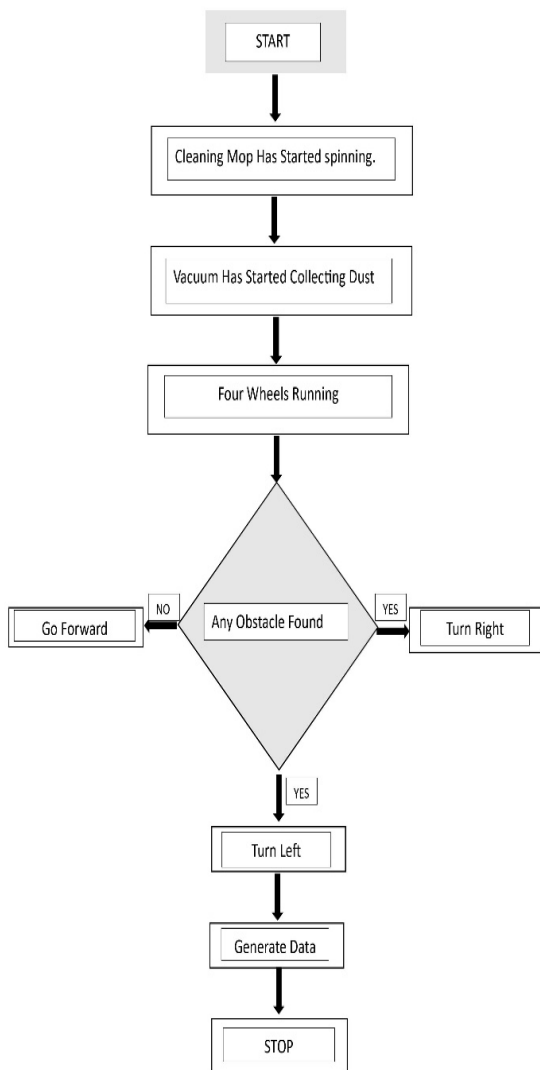 START
Cleaning Mop Has Started spinning.
Vacuum Has Started Collecting Dust
Four Wheels Running
NO
Any Obstacle Found
YES
Go Forward
Turn Right
YES
Turn Left
Generate Data
STOP